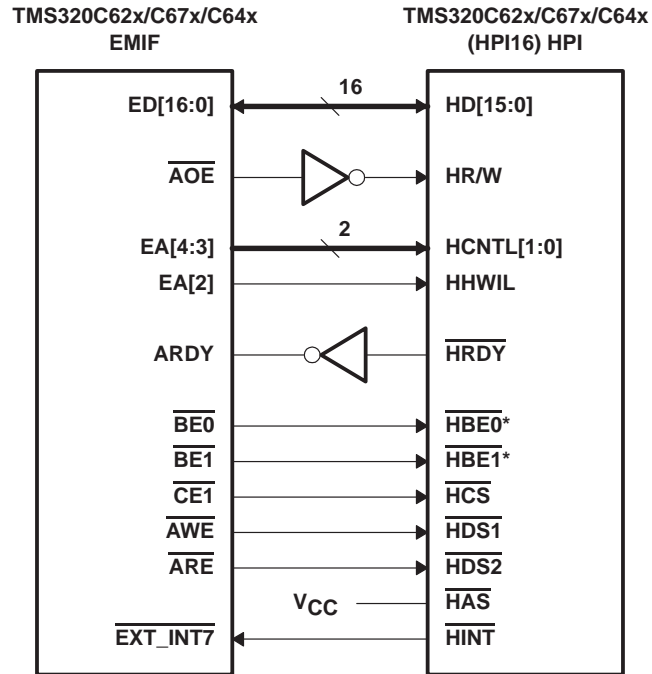 TMS320C62x/C67x/C64x TMS320C62x/C67x/C64x
EMIF (HPI16) HPI
16
ED[16:0] HD[15:0]
AOE HR/W
2
EA[4:3] HCNTL[1:0]
EA[2] HHWIL
ARDY HRDY
BE0 HBE0*
BE1 HBE1*
CE1 HCS
AWE HDS1
ARE HDS2
VCC HAS
EXT_INT7 HINT